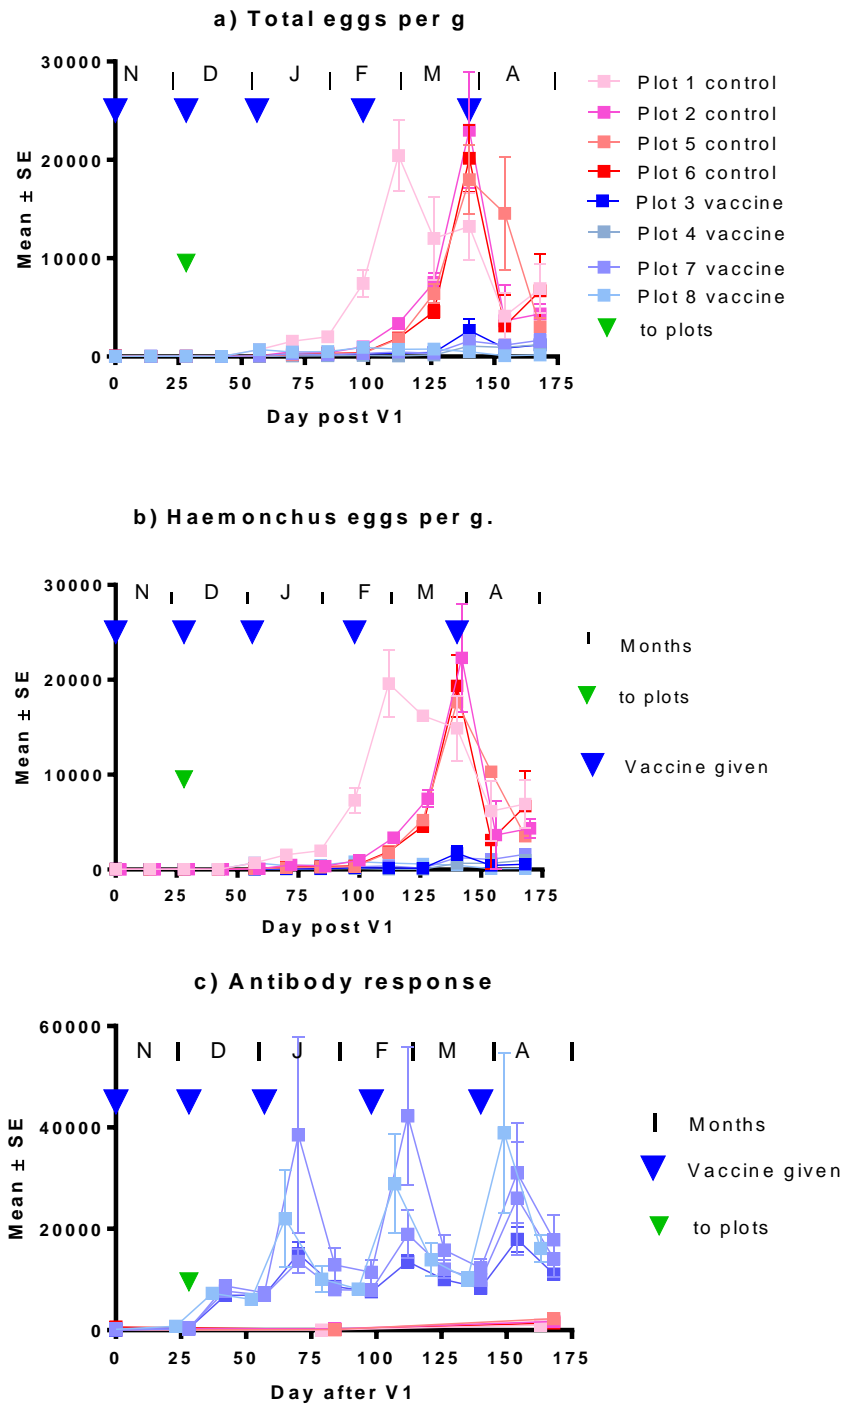 a) Total eggs per g
30000
N D J F M A
20000
10000
0
Mean ± SE
0 25 50 75 100 125 150 175
Day post V1
Plot 1 control
Plot 2 control
Plot 5 control
Plot 6 control
Plot 3 vaccine
Plot 4 vaccine
Plot 7 vaccine
Plot 8 vaccine
to plots
b) Haemonchus eggs per g.
30000
N D J F M A
20000
10000
0
Mean ± SE
0 25 50 75 100 125 150 175
Day post V1
Months
to plots
Vaccine given
c) Antibody response
60000
N D J F M A
40000
20000
0
Mean ± SE
0 25 50 75 100 125 150 175
Day after V1
Months
Vaccine given
to plots